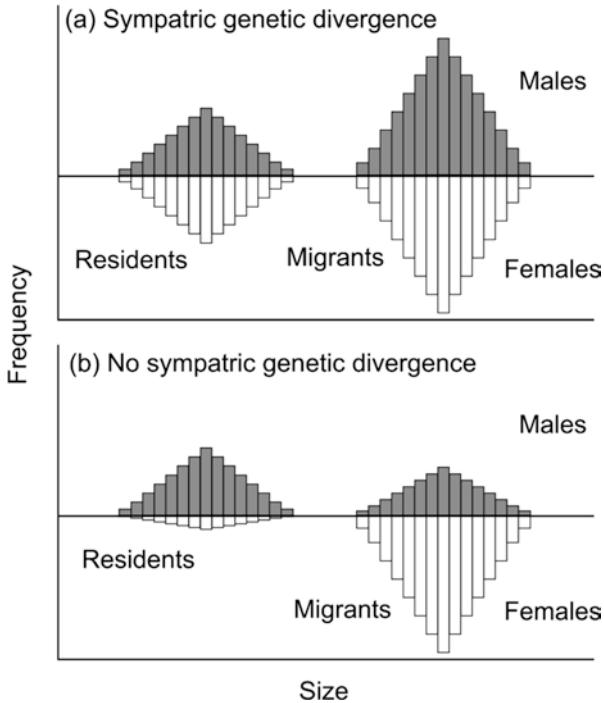 (a) Sympatric genetic divergence
Males
Residents
Migrants
Females
Frequency
(b) No sympatric genetic divergence
Males
Residents
Migrants
Females
Size